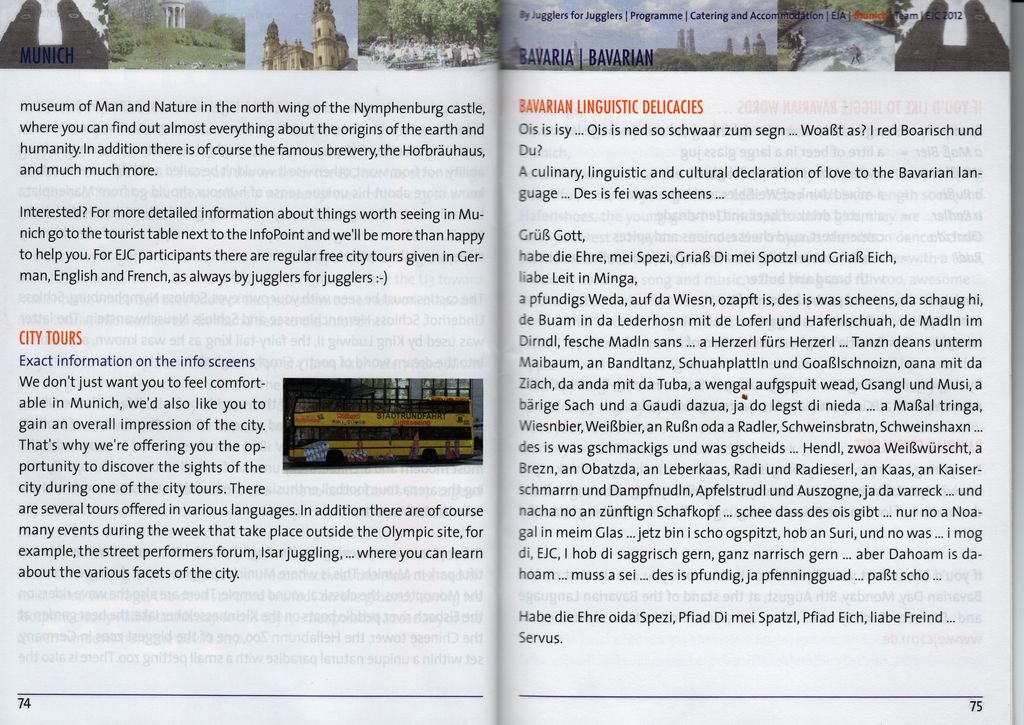 MUNICH
museum of Man and Nature in the north wing of the Nymphenburg castle,
where you can find out almost everything about the origins of the earth and
humanity. In addition there is of course the famous brewery, the Hofbräuhaus,
and much much more.
Interested? For more detailed information about things worth seeing in Mu-
nich go to the tourist table next to the InfoPoint and we'll be more than happy
to help you. For EJC participants there are regular free city tours given in Ger-
man, English and French, as always by jugglers for jugglers :-)
CITY TOURS
Exact information on the info screens
We don't just want you to feel comfort-
able in Munich, we'd also like you to
gain an overall impression of the city.
That's why we're offering you the op-
portunity to discover the sights of the
city during one of the city tours. There
are several tours offered in various languages. In addition there are of course
many events during the week that take place outside the Olympic site, for
example, the street performers forum, Isar juggling, ... where you can learn
about the various facets of the city.
STADTRUNDFAHRT
Sightseeing
74
By Jugglers for Jugglers | Programme | Catering and Accommodation | EJA | Munich | Team | EJC 2012
BAVARIA | BAVARIAN
BAVARIAN LINGUISTIC DELICACIES
Ois is isy ... Ois is ned so schwaar zum segn ... Woaßt as? I red Boarisch und
Du?
A culinary, linguistic and cultural declaration of love to the Bavarian lan-
guage ... Des is fei was scheens ...
Grüß Gott,
habe die Ehre, mei Spezi, Griaß Di mei Spotzl und Griaß Eich,
liabe Leit in Minga,
a pfundigs Weda, auf da Wiesn, ozapft is, des is was scheens, da schaug hi,
de Buam in da Lederhosn mit de Loferl und Haferlschuah, de Madln im
Dirndl, fesche Madln sans ... a Herzerl fürs Herzerl ... Tanzn deans unterm
Maibaum, an Bandltanz, Schuahplattln und Goaßlschnoizn, oana mit da
Ziach, da anda mit da Tuba, a wengal aufgspuit wead, Gsangl und Musi, a
bärige Sach und a Gaudi dazua, ja do legst di nieda ... a Maßal tringa,
Wiesnbier, Weißbier, an Rußn oda a Radler, Schweinsbratn, Schweinshaxn ...
des is was gschmackigs und was gscheids ... Hendl, zwoa Weißwürscht, a
Brezn, an Obatzda, an Leberkaas, Radi und Radieserl, an Kaas, an Kaiser-
schmarrn und Dampfnudln, Apfelstrudl und Auszogne, ja da varreck ... und
nacha no an zünftign Schafkopf ... schee dass des ois gibt ... nur no a Noa-
gal in meim Glas ... jetz bin i scho ogspitzt, hob an Suri, und no was ... i mog
di, EJC, I hob di saggrisch gern, ganz narrisch gern ... aber Dahoam is da-
hoam ... muss a sei ... des is pfundig, ja pfenningguad ... paßt scho ...
Habe die Ehre oida Spezi, Pfiad Di mei Spatzl, Pfiad Eich, liabe Freind ...
Servus.
75